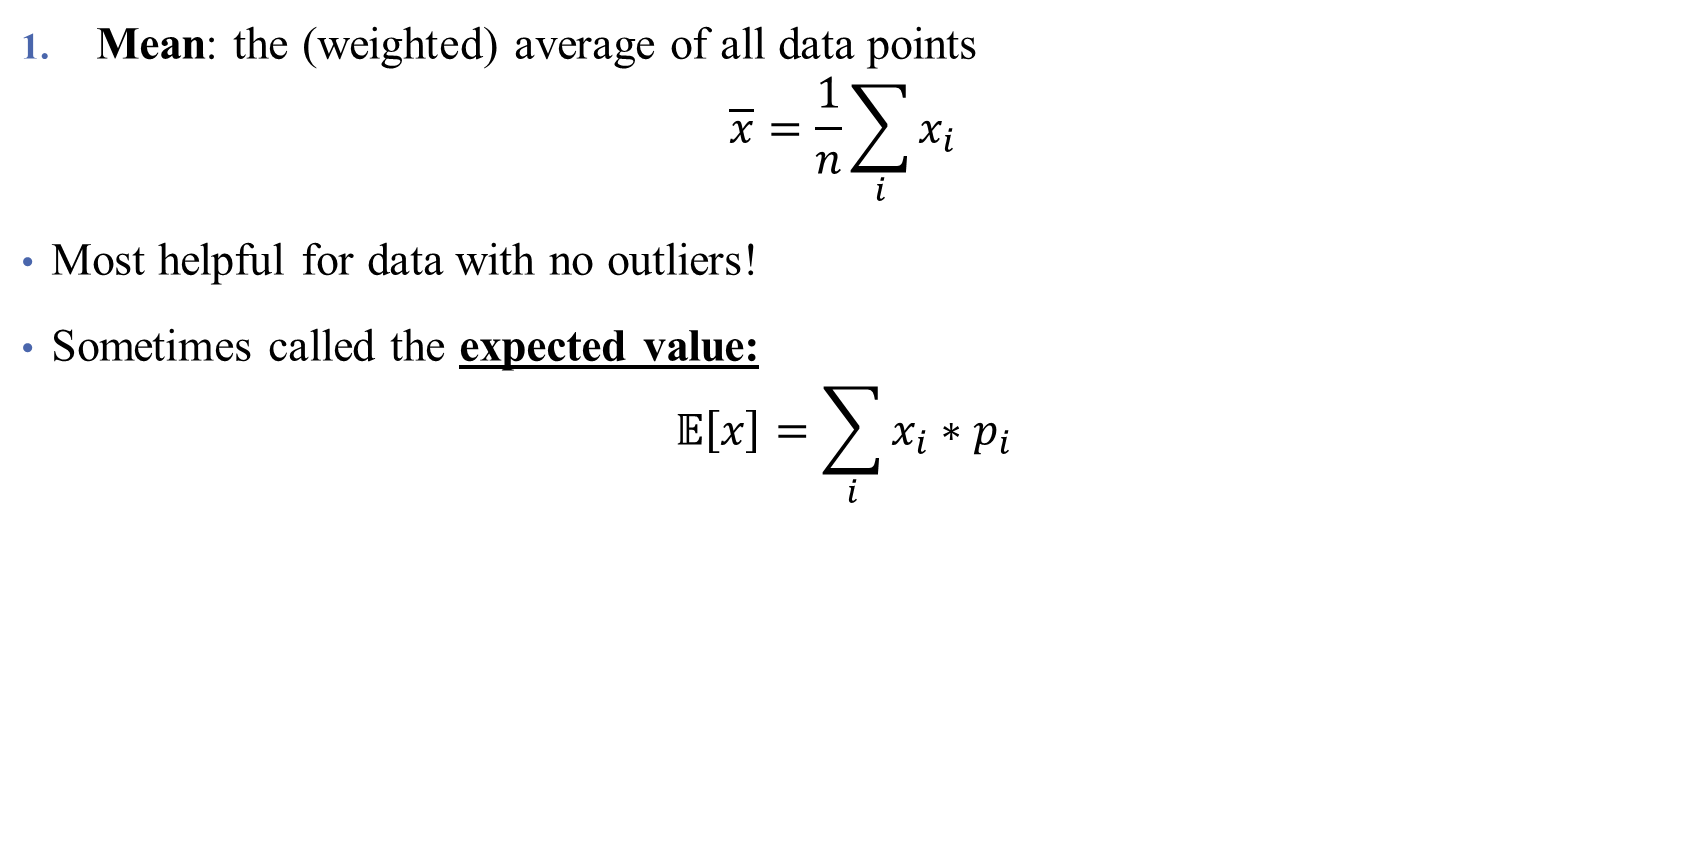 1. Mean: the (weighted) average of all data points
x̅ = 1/n ∑_i x_i
• Most helpful for data with no outliers!
• Sometimes called the expected value:
𝔼[x] = ∑_i x_i * p_i